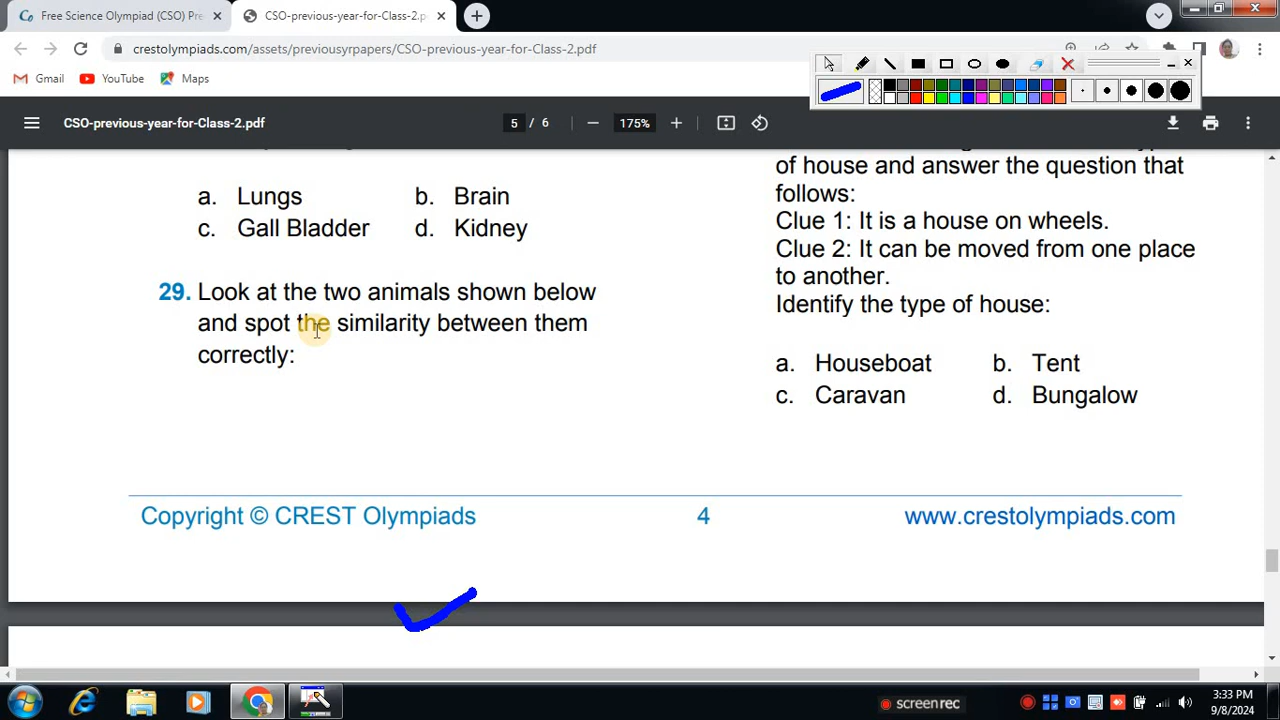 Free Science Olympiad (CSO) Pre
CSO-previous-year-for-Class-2.p
crestolympiads.com/assets/previousyrpapers/CSO-previous-year-for-Class-2.pdf
Gmail
YouTube
Maps
CSO-previous-year-for-Class-2.pdf
5 / 6
175%
a. Lungs b. Brain
c. Gall Bladder d. Kidney
29. Look at the two animals shown below
and spot the similarity between them
correctly:
of house and answer the question that
follows:
Clue 1: It is a house on wheels.
Clue 2: It can be moved from one place
to another.
Identify the type of house:
a. Houseboat b. Tent
c. Caravan d. Bungalow
Copyright © CREST Olympiads
4
www.crestolympiads.com
screenrec
3:33 PM
9/8/2024